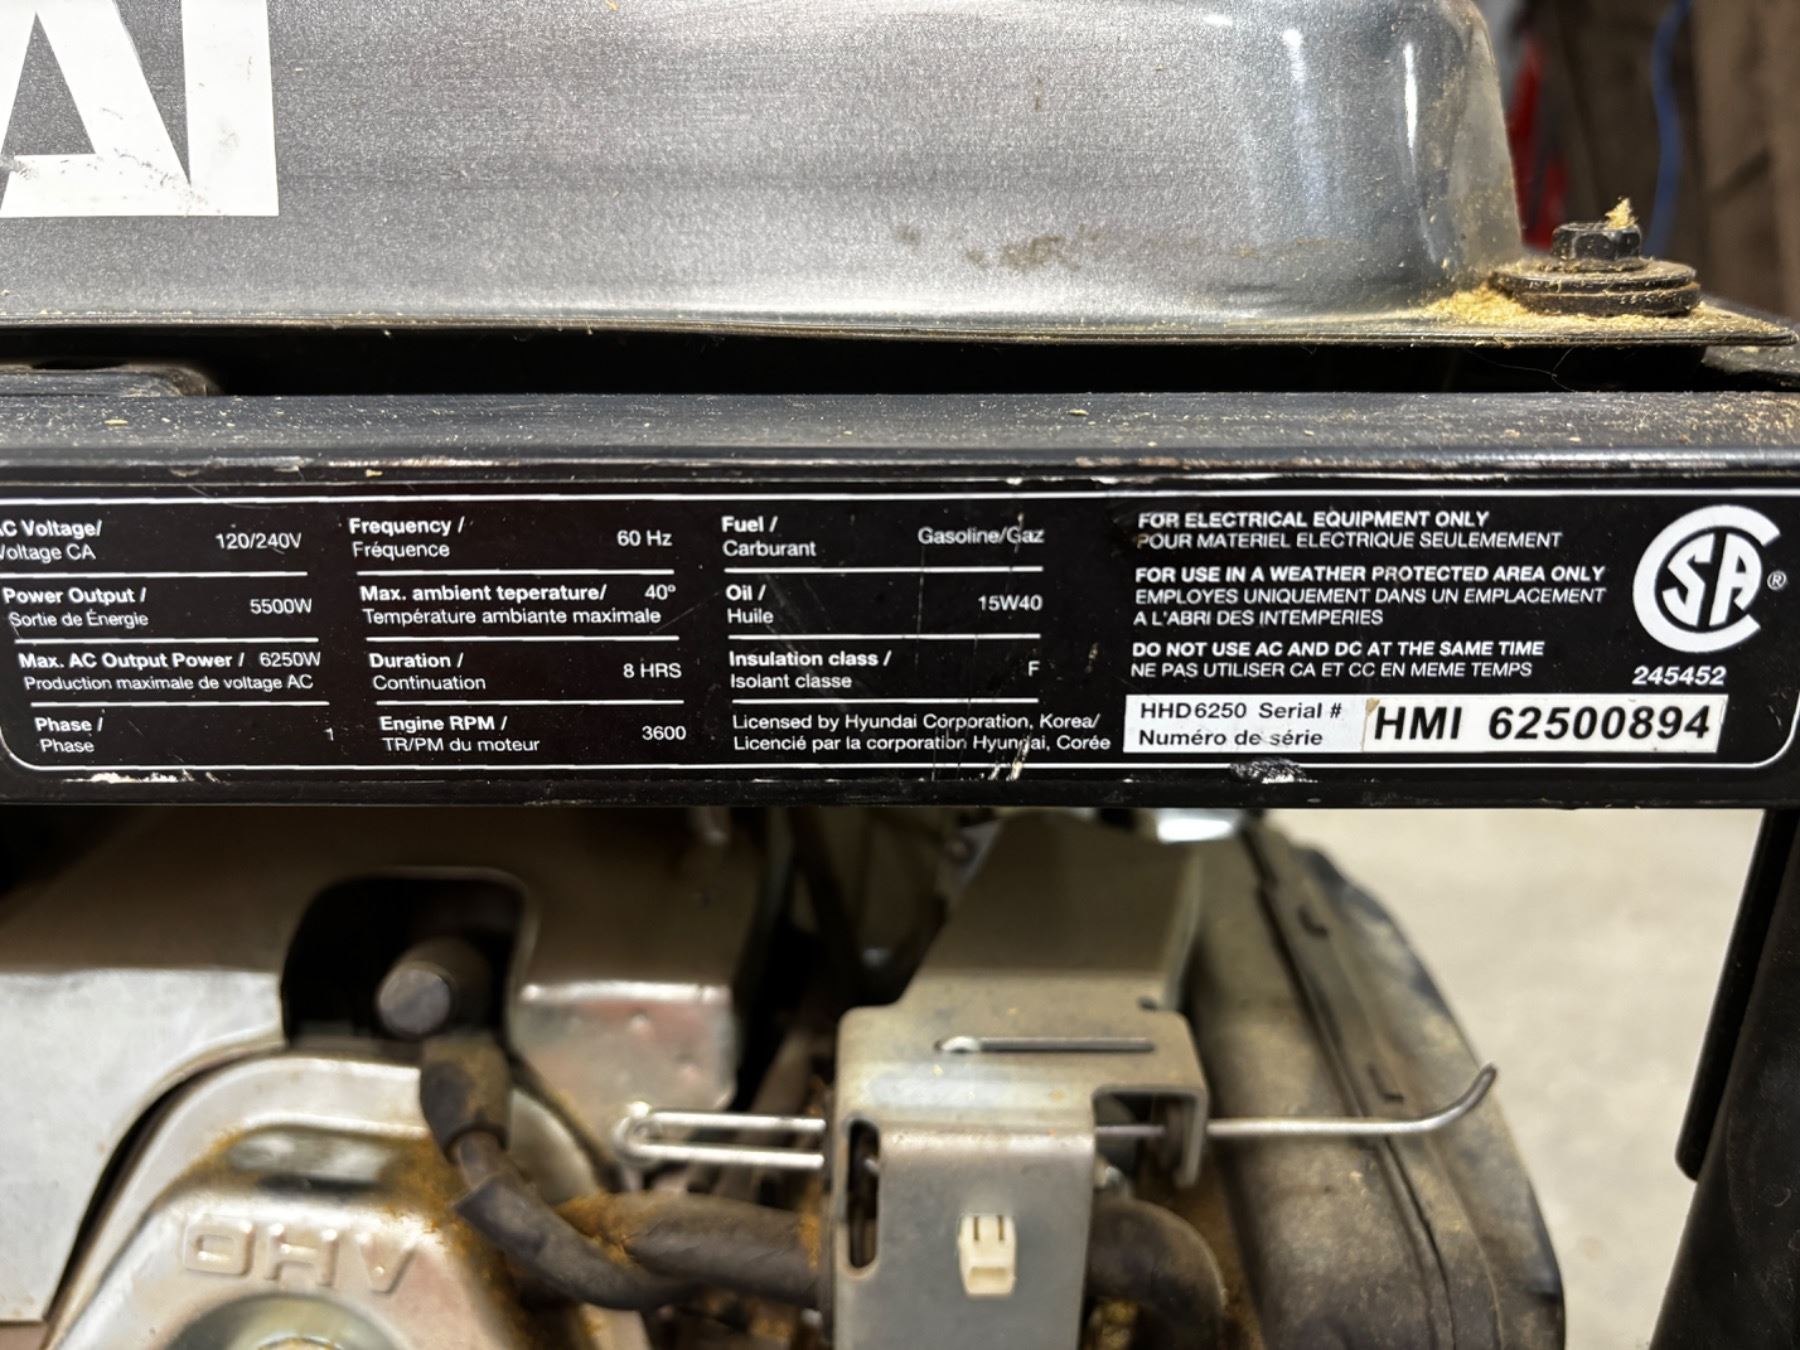 AI
AC Voltage/
Voltage CA
120/240V
Power Output /
Sortie de Énergie
5500W
Max. AC Output Power / 6250W
Production maximale de voltage AC
Phase /
Phase
1
Frequency /
Fréquence
60 Hz
Max. ambient teperature/ 40°
Température ambiante maximale
Duration /
Continuation
8 HRS
Engine RPM /
TR/PM du moteur
3600
Fuel /
Carburant
Gasoline/Gaz
Oil /
Huile
15W40
Insulation class /
Isolant classe
F
Licensed by Hyundai Corporation, Korea/
Licencié par la corporation Hyundai, Corée
FOR ELECTRICAL EQUIPMENT ONLY
POUR MATERIEL ELECTRIQUE SEULEMEMENT
FOR USE IN A WEATHER PROTECTED AREA ONLY
EMPLOYES UNIQUEMENT DANS UN EMPLACEMENT
A L'ABRI DES INTEMPERIES
DO NOT USE AC AND DC AT THE SAME TIME
NE PAS UTILISER CA ET CC EN MEME TEMPS
CSA ®
245452
HHD6250 Serial #
Numéro de série
HMI 62500894
OHV